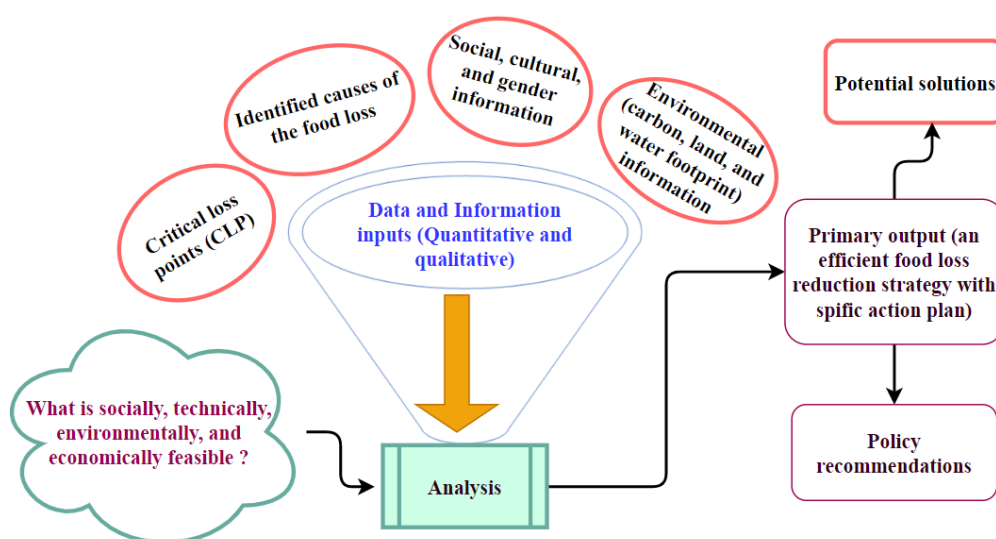 Critical loss
points (CLP)
Identified causes of
the food loss
Social, cultural,
and gender
information
Environmental
(carbon, land, and
water footprint)
information
Data and Information
inputs (Quantitative and
qualitative)
What is socially, technically,
environmentally, and
economically feasible ?
Analysis
Potential solutions
Primary output (an
efficient food loss
reduction strategy with
spific action plan)
Policy
recommendations